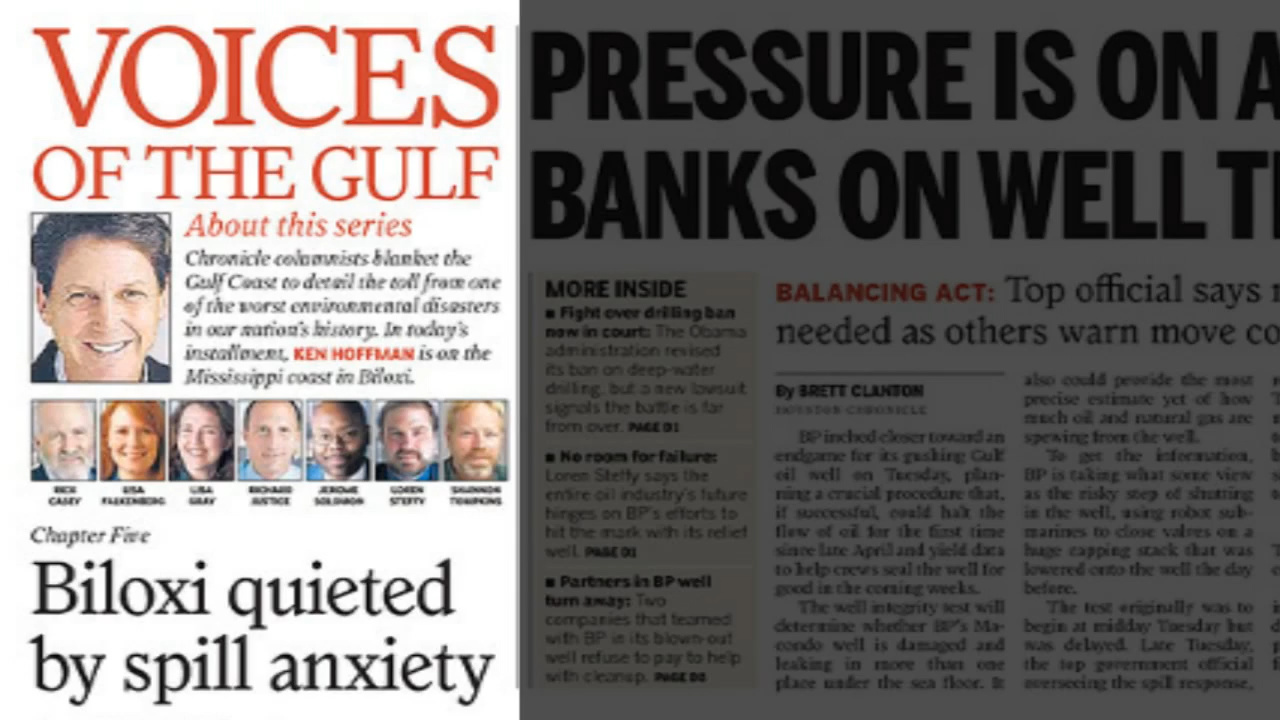 VOICES
OF THE GULF
About this series
Chronicle columnists blanket the
Gulf Coast to detail the toll from one
of the worst environmental disasters
in our nation's history. In today's
installment, KEN HOFFMAN is on the
Mississippi coast in Biloxi.
RICK CASEY
LISA FALKENBERG
LISA GRAY
RICHARD JUSTICE
JEROME SOLOMON
LOREN STEFFY
SHANNON TOMPKINS
Chapter Five
Biloxi quieted
by spill anxiety
PRESSURE IS ON A
BANKS ON WELL T
MORE INSIDE
■ Fight over drilling ban
now in court: The Obama
administration revised
its ban on deep-water
drilling, but a new lawsuit
signals the battle is far
from over. PAGE D1
■ No room for failure:
Loren Steffy says the
entire oil industry's future
hinges on BP's efforts to
hit the mark with its relief
well. PAGE D1
■ Partners in BP well
turn away: Two
companies that teamed
with BP in its blown-out
well refuse to pay to help
with cleanup. PAGE D3
BALANCING ACT: Top official says
needed as others warn move co
By BRETT CLANTON
HOUSTON CHRONICLE
BP inched closer toward an
endgame for its gushing Gulf
oil well on Tuesday, plan-
ning a crucial procedure that,
if successful, could halt the
flow of oil for the first time
since late April and yield data
to help crews seal the well for
good in the coming weeks.
The well integrity test will
determine whether BP's Ma-
condo well is damaged and
leaking in more than one
place under the sea floor. It
also could provide the most
precise estimate yet of how
much oil and natural gas are
spewing from the well.
To get the information,
BP is taking what some view
as the risky step of shutting
in the well, using robot sub-
marines to close valves on a
huge capping stack that was
lowered onto the well the day
before.
The test originally was to
begin at midday Tuesday but
was delayed. Late Tuesday,
the top government official
overseeing the spill response,